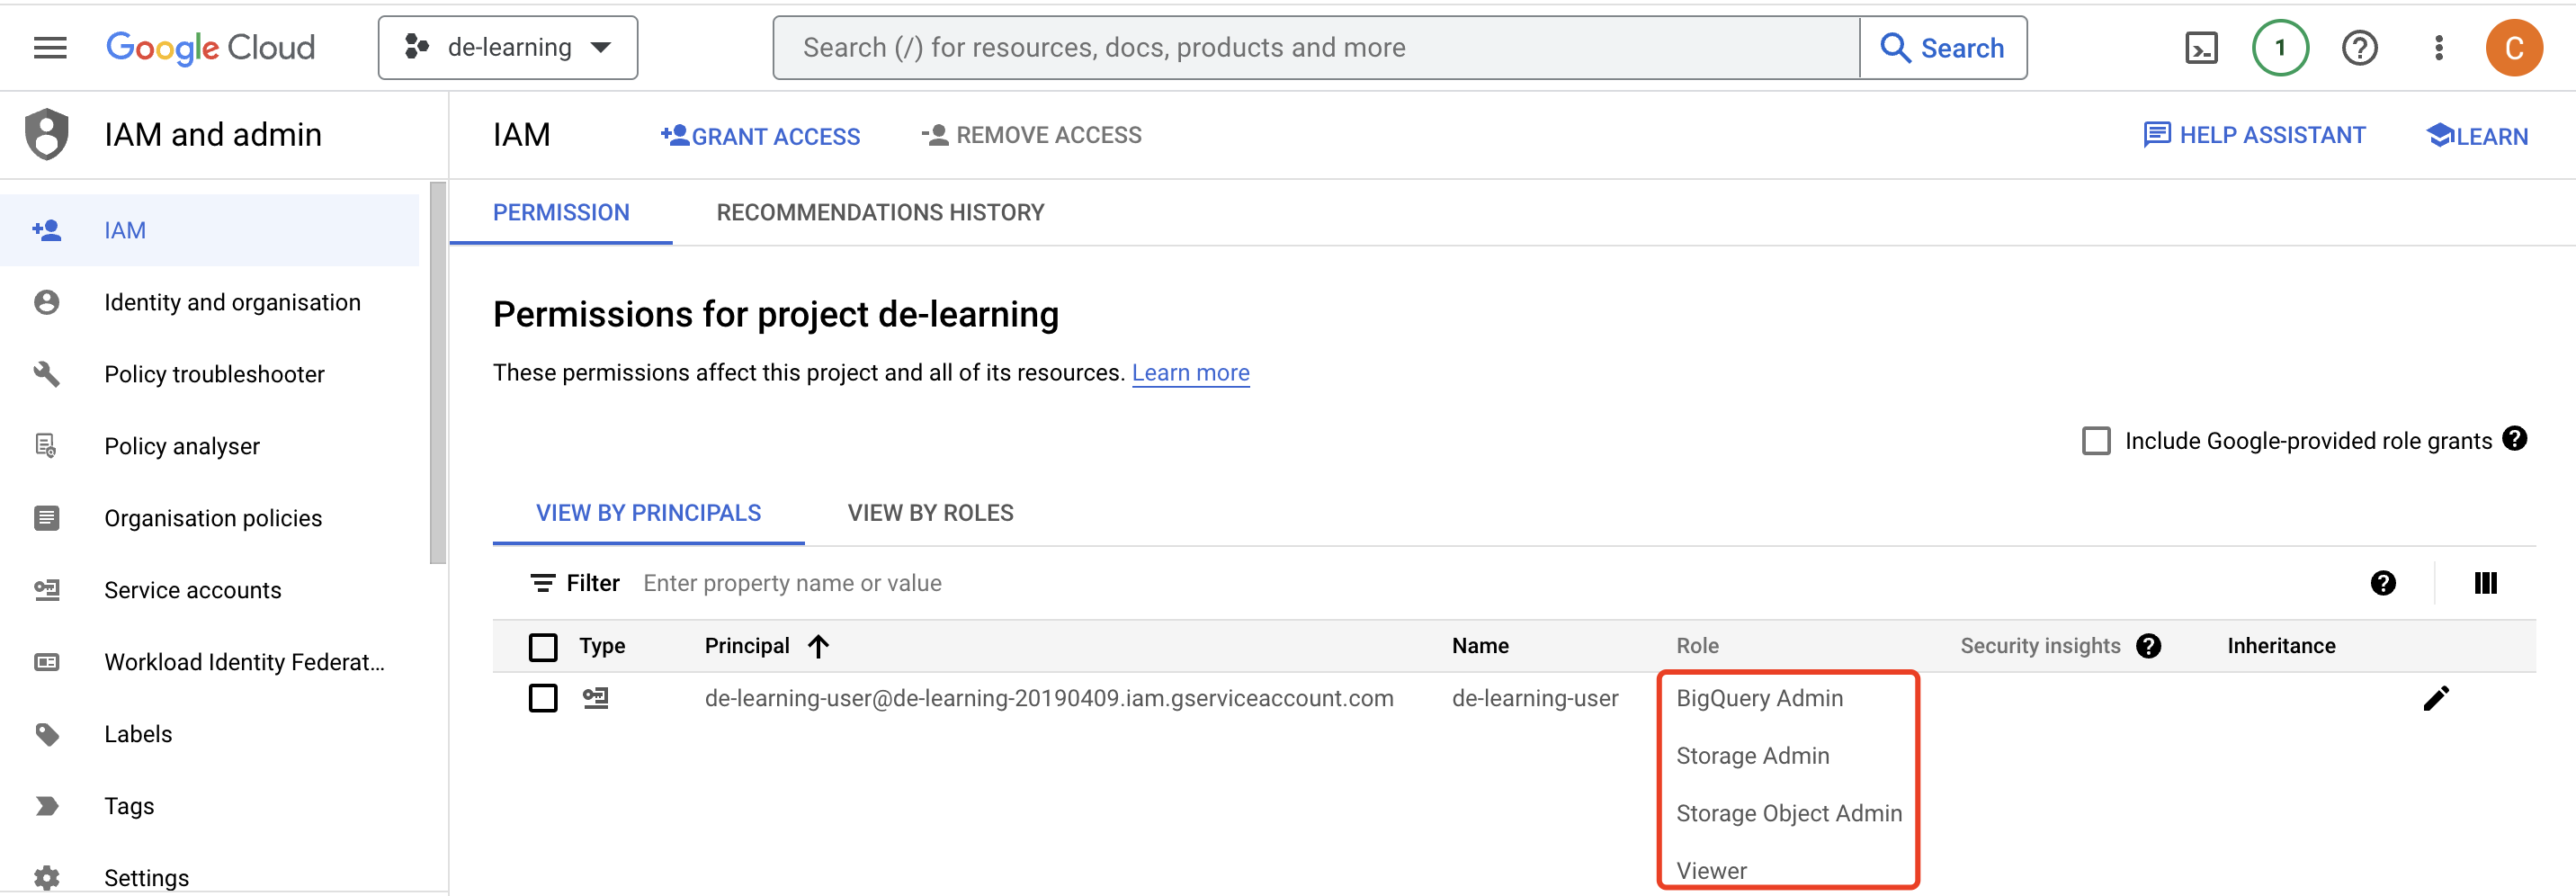 Google Cloud
de-learning
Search (/) for resources, docs, products and more
Search
1
C
IAM and admin
IAM
GRANT ACCESS
REMOVE ACCESS
HELP ASSISTANT
LEARN
IAM
Identity and organisation
Policy troubleshooter
Policy analyser
Organisation policies
Service accounts
Workload Identity Federat...
Labels
Tags
Settings
PERMISSION
RECOMMENDATIONS HISTORY
Permissions for project de-learning
These permissions affect this project and all of its resources. Learn more
Include Google-provided role grants
VIEW BY PRINCIPALS
VIEW BY ROLES
Filter Enter property name or value
Type Principal Name Role Security insights Inheritance
de-learning-user@de-learning-20190409.iam.gserviceaccount.com de-learning-user BigQuery Admin
Storage Admin
Storage Object Admin
Viewer